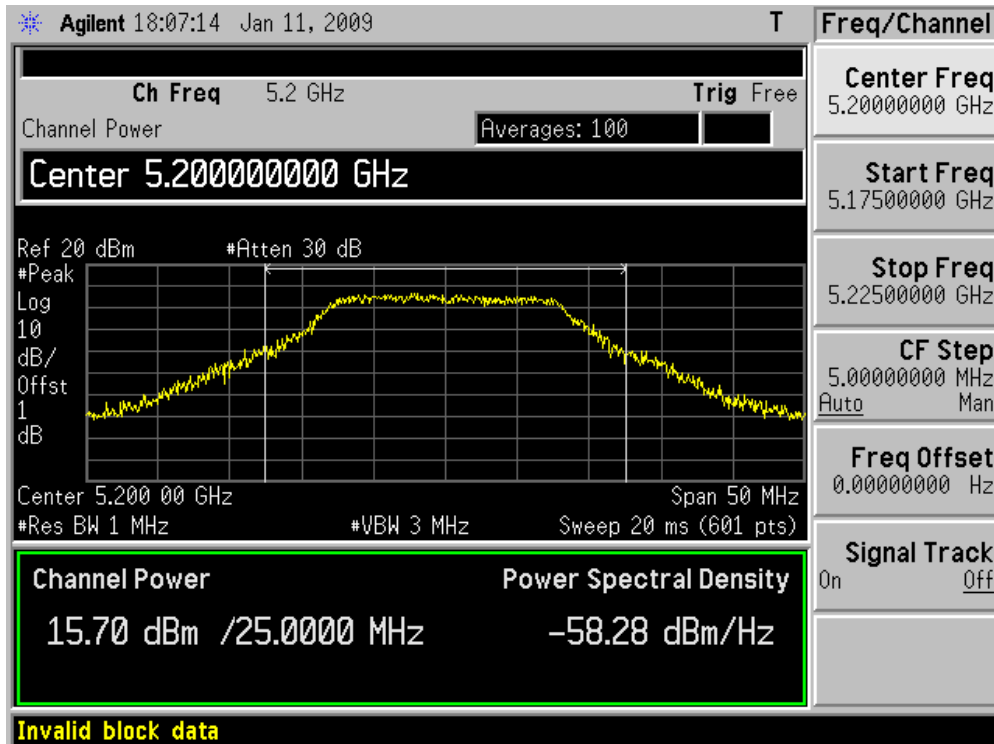 Agilent 18:07:14 Jan 11, 2009 T
Ch Freq 5.2 GHz Trig Free
Channel Power Averages: 100
Center 5.200000000 GHz
Ref 20 dBm #Atten 30 dB
#Peak
Log
10
dB/
Offst
1
dB
Center 5.200 00 GHz Span 50 MHz
#Res BW 1 MHz #VBW 3 MHz Sweep 20 ms (601 pts)
Channel Power Power Spectral Density
15.70 dBm /25.0000 MHz -58.28 dBm/Hz
Invalid block data
Freq/Channel
Center Freq
5.20000000 GHz
Start Freq
5.17500000 GHz
Stop Freq
5.22500000 GHz
CF Step
5.00000000 MHz
Auto Man
Freq Offset
0.00000000 Hz
Signal Track
On Off